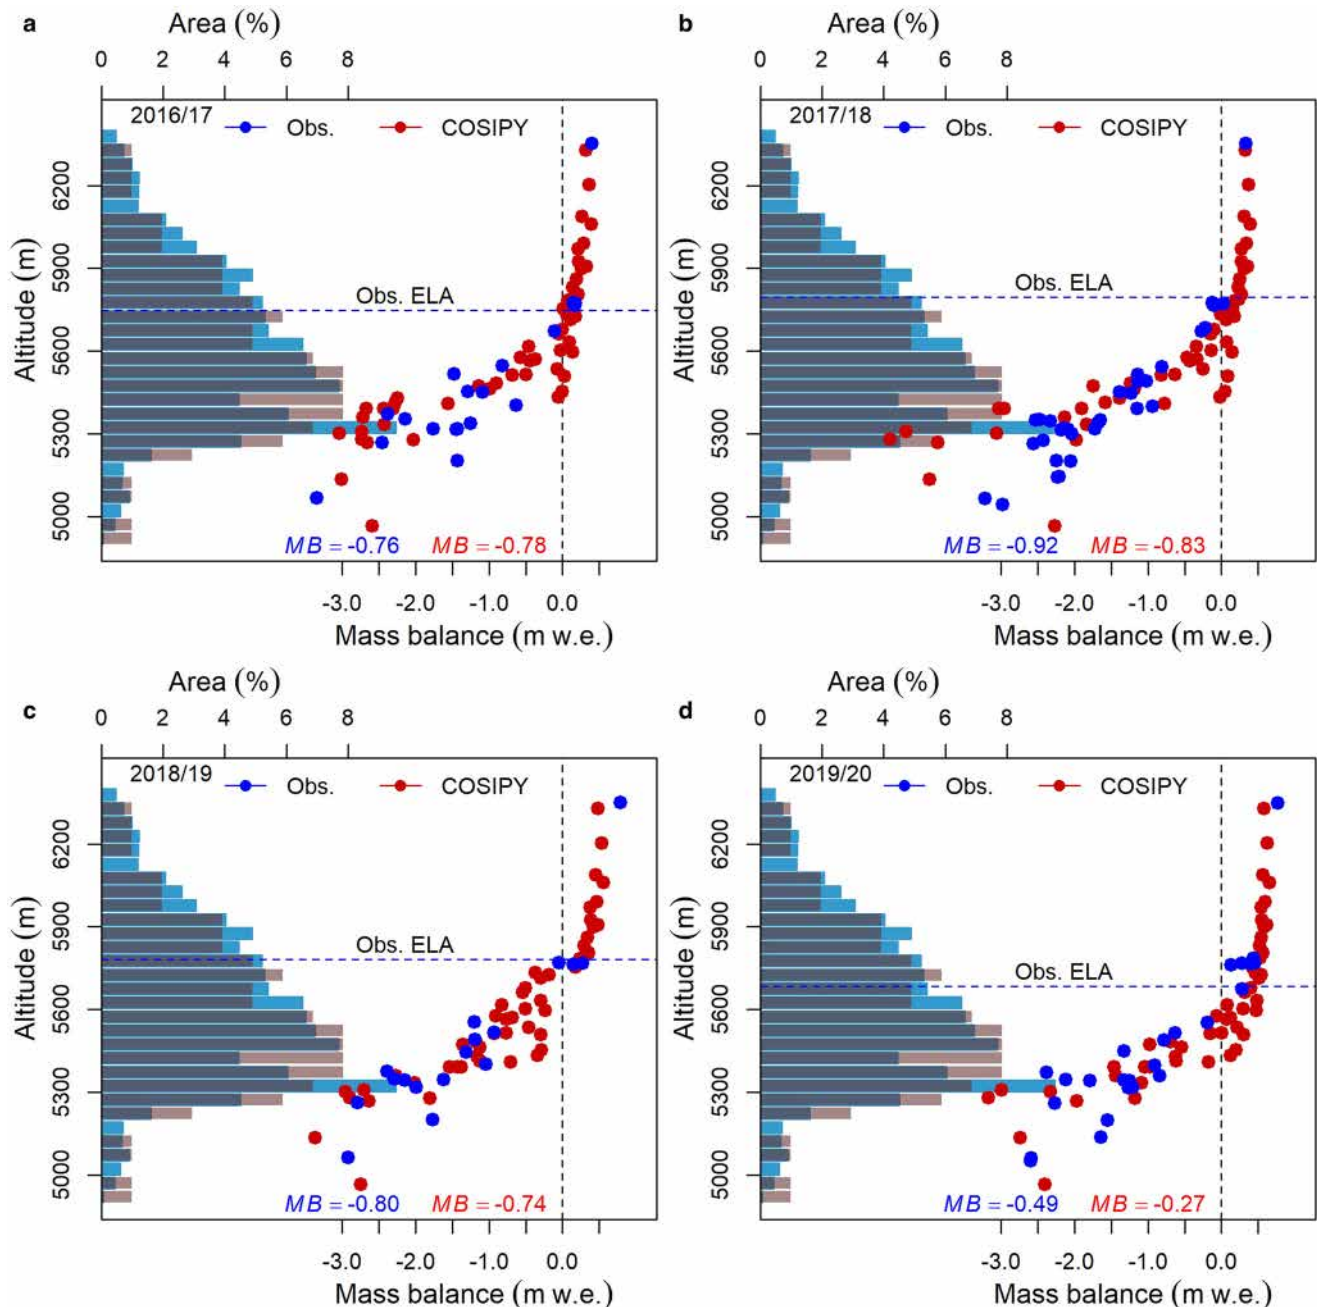 a
Area (%)
0 2 4 6 8
2016/17 Obs. COSIPY
Altitude (m)
6200
5900
5600
5300
5000
Obs. ELA
MB = -0.76 MB = -0.78
-3.0 -2.0 -1.0 0.0
Mass balance (m w.e.)
b
Area (%)
0 2 4 6 8
2017/18 Obs. COSIPY
Altitude (m)
6200
5900
5600
5300
5000
Obs. ELA
MB = -0.92 MB = -0.83
-3.0 -2.0 -1.0 0.0
Mass balance (m w.e.)
c
Area (%)
0 2 4 6 8
2018/19 Obs. COSIPY
Altitude (m)
6200
5900
5600
5300
5000
Obs. ELA
MB = -0.80 MB = -0.74
-3.0 -2.0 -1.0 0.0
Mass balance (m w.e.)
d
Area (%)
0 2 4 6 8
2019/20 Obs. COSIPY
Altitude (m)
6200
5900
5600
5300
5000
Obs. ELA
MB = -0.49 MB = -0.27
-3.0 -2.0 -1.0 0.0
Mass balance (m w.e.)